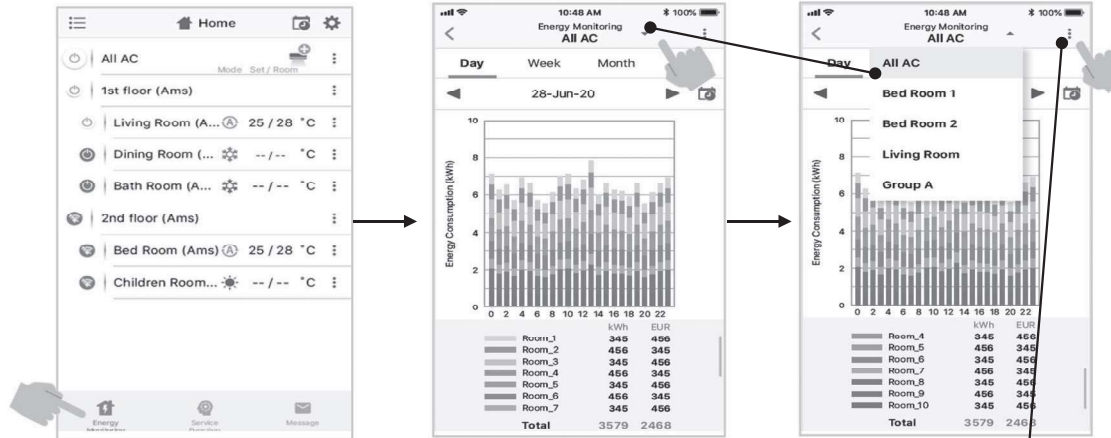 Home
All AC
Mode Set / Room
1st floor (Ams)
Living Room (A... A 25 / 28 °C
Dining Room (... -- / -- °C
Bath Room (A... -- / -- °C
2nd floor (Ams)
Bed Room (Ams) A 25 / 28 °C
Children Room... -- / -- °C
Energy
Monitoring
Service
Function
Message
10:48 AM 100%
Energy Monitoring
All AC
Day Week Month
28-Jun-20
Energy Consumption (kWh)
10
8
6
4
2
0
0 2 4 6 8 10 12 14 16 18 20 22
kWh EUR
Room_1 345 456
Room_2 456 345
Room_3 345 456
Room_4 456 345
Room_5 345 456
Room_6 456 345
Room_7 345 456
Total 3579 2468
10:48 AM 100%
Energy Monitoring
All AC
Day
All AC
Bed Room 1
Bed Room 2
Living Room
Group A
Energy Consumption (kWh)
10
8
6
4
2
0
0 2 4 6 8 10 12 14 16 18 20 22
kWh EUR
Room_4 345 456
Room_5 456 345
Room_6 345 456
Room_7 456 345
Room_8 345 456
Room_9 456 345
Room_10 345 456
Total 3579 2468